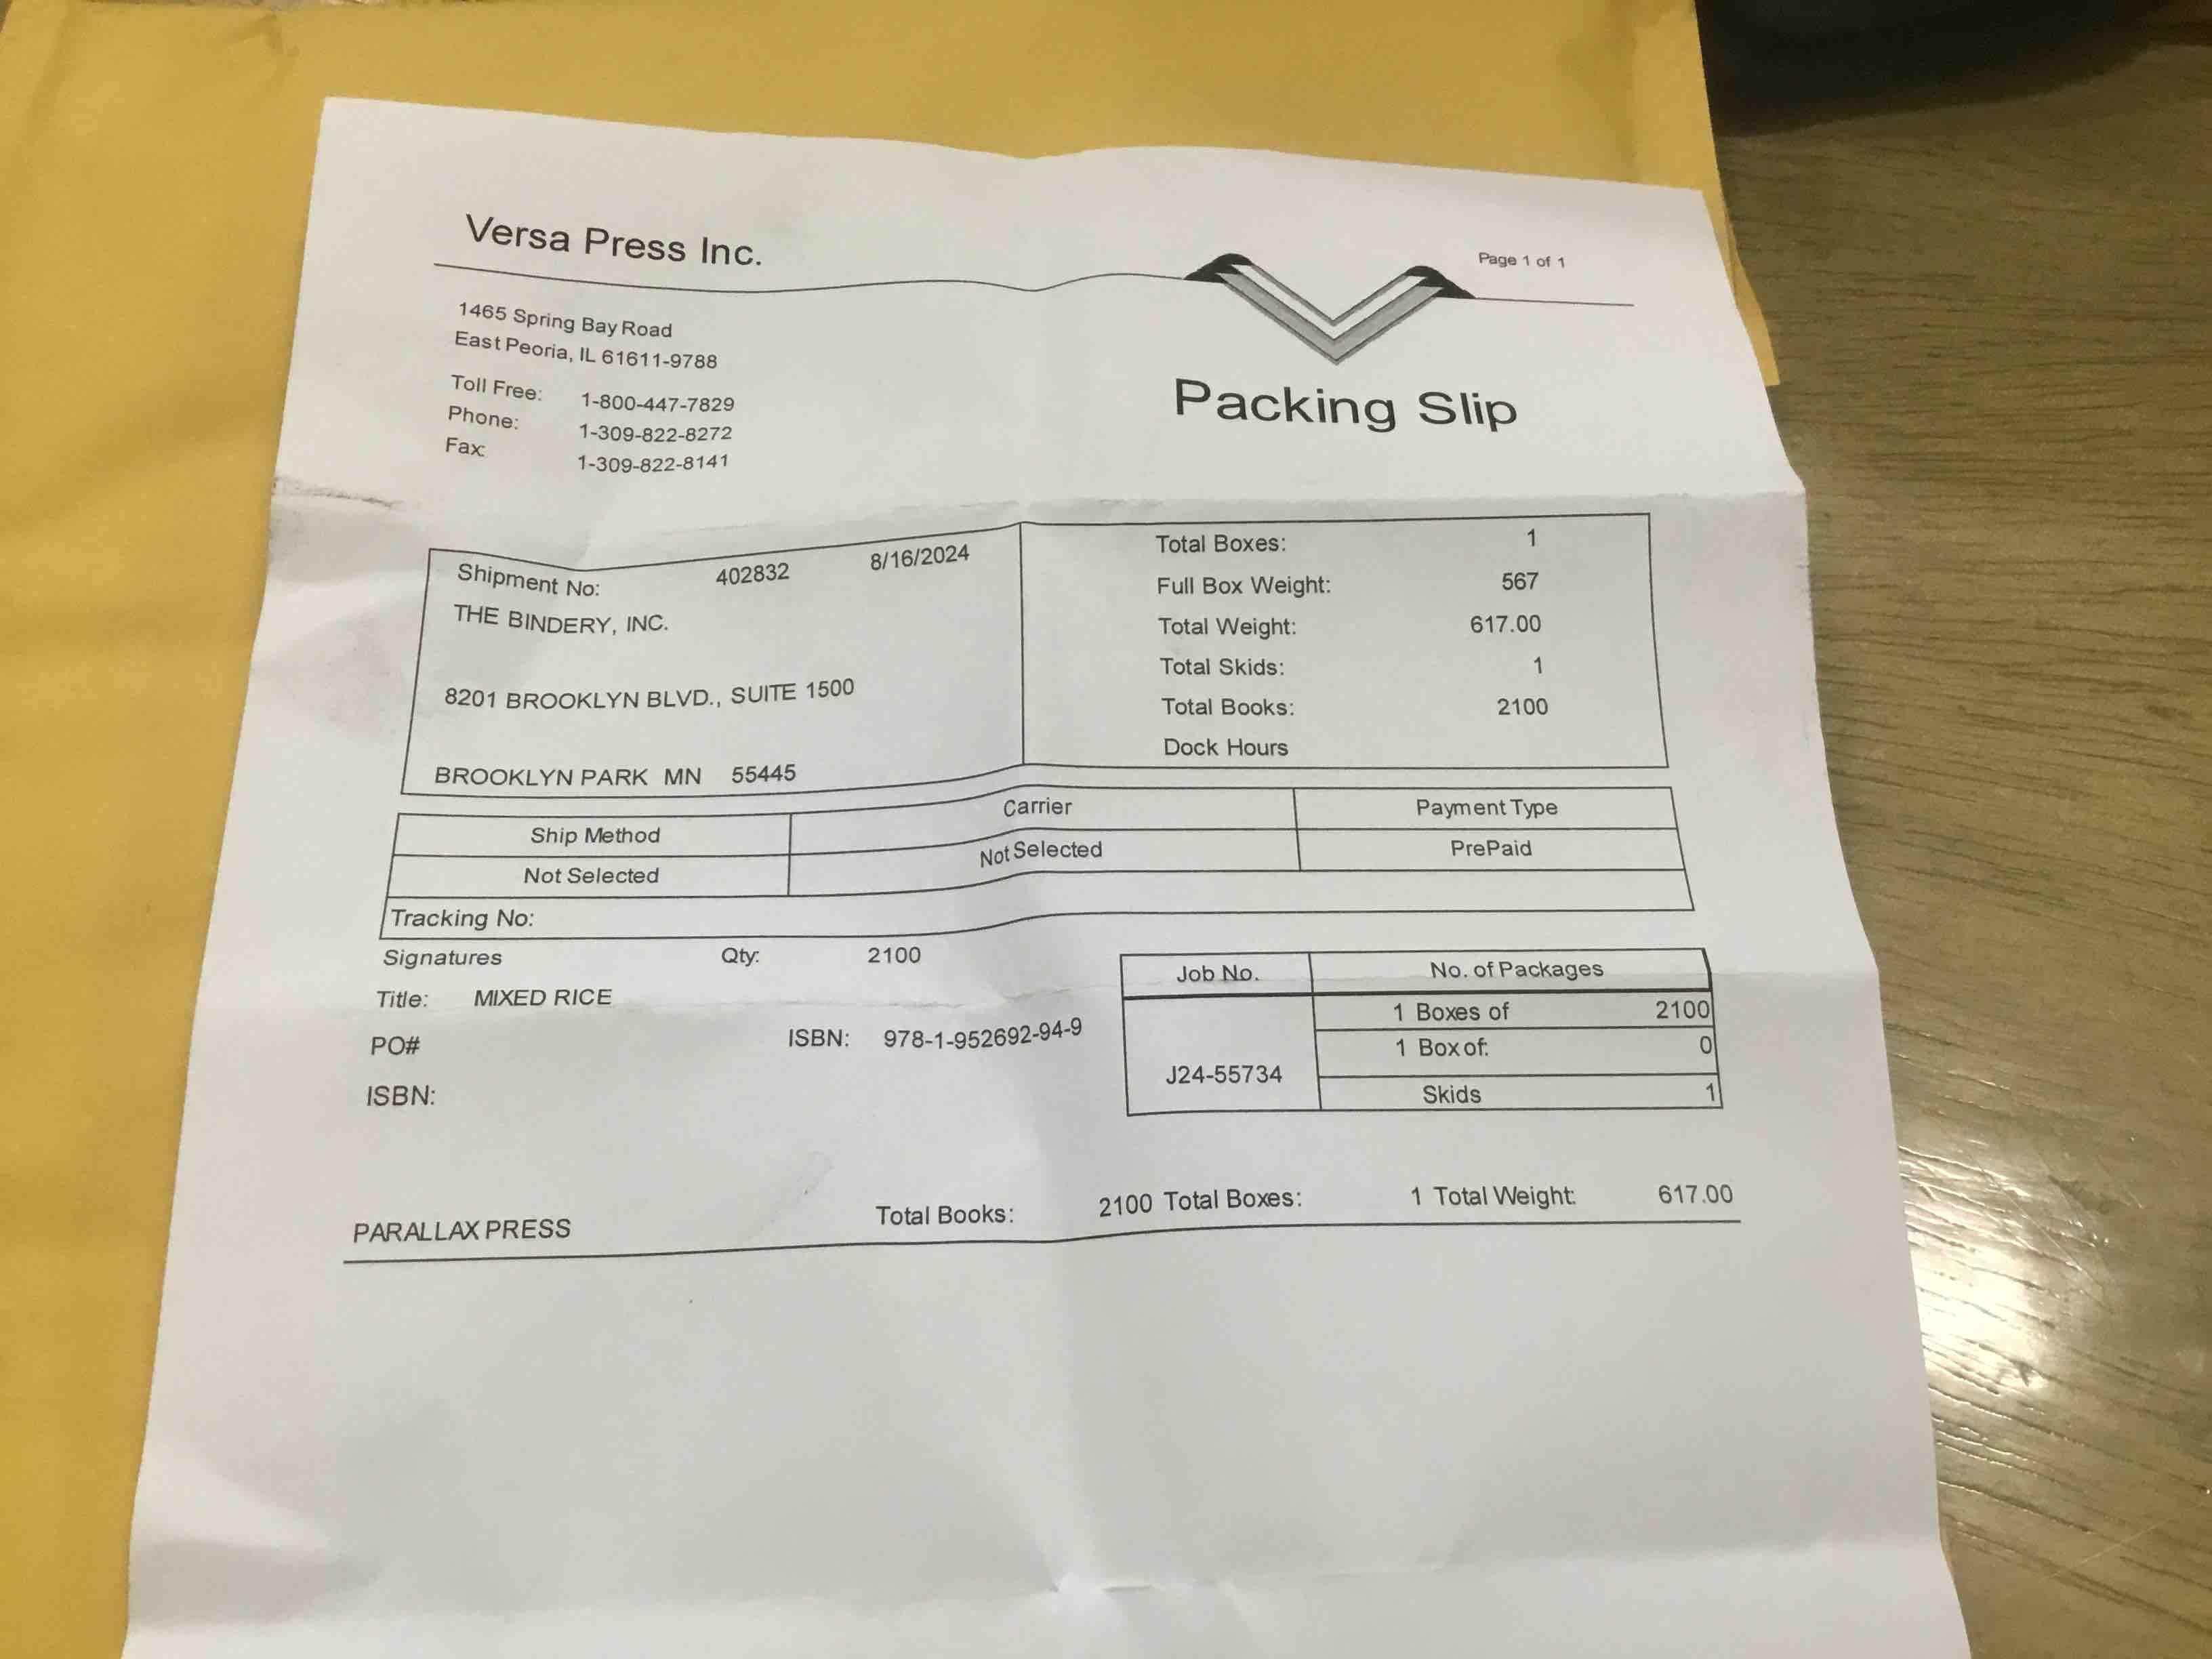 Versa Press Inc.
Page 1 of 1
1465 Spring Bay Road
East Peoria, IL 61611-9788
Toll Free: 1-800-447-7829
Phone: 1-309-822-8272
Fax: 1-309-822-8141
Packing Slip
Shipment No: 402832 8/16/2024
THE BINDERY, INC.
8201 BROOKLYN BLVD., SUITE 1500
BROOKLYN PARK MN 55445
Total Boxes: 1
Full Box Weight: 567
Total Weight: 617.00
Total Skids: 1
Total Books: 2100
Dock Hours
Ship Method Carrier Payment Type
Not Selected Not Selected PrePaid
Tracking No:
Signatures Qty: 2100
Title: MIXED RICE
PO# ISBN: 978-1-952692-94-9
ISBN:
Job No. No. of Packages
J24-55734
1 Boxes of 2100
1 Box of: 0
Skids 1
PARALLAX PRESS Total Books: 2100 Total Boxes: 1 Total Weight: 617.00